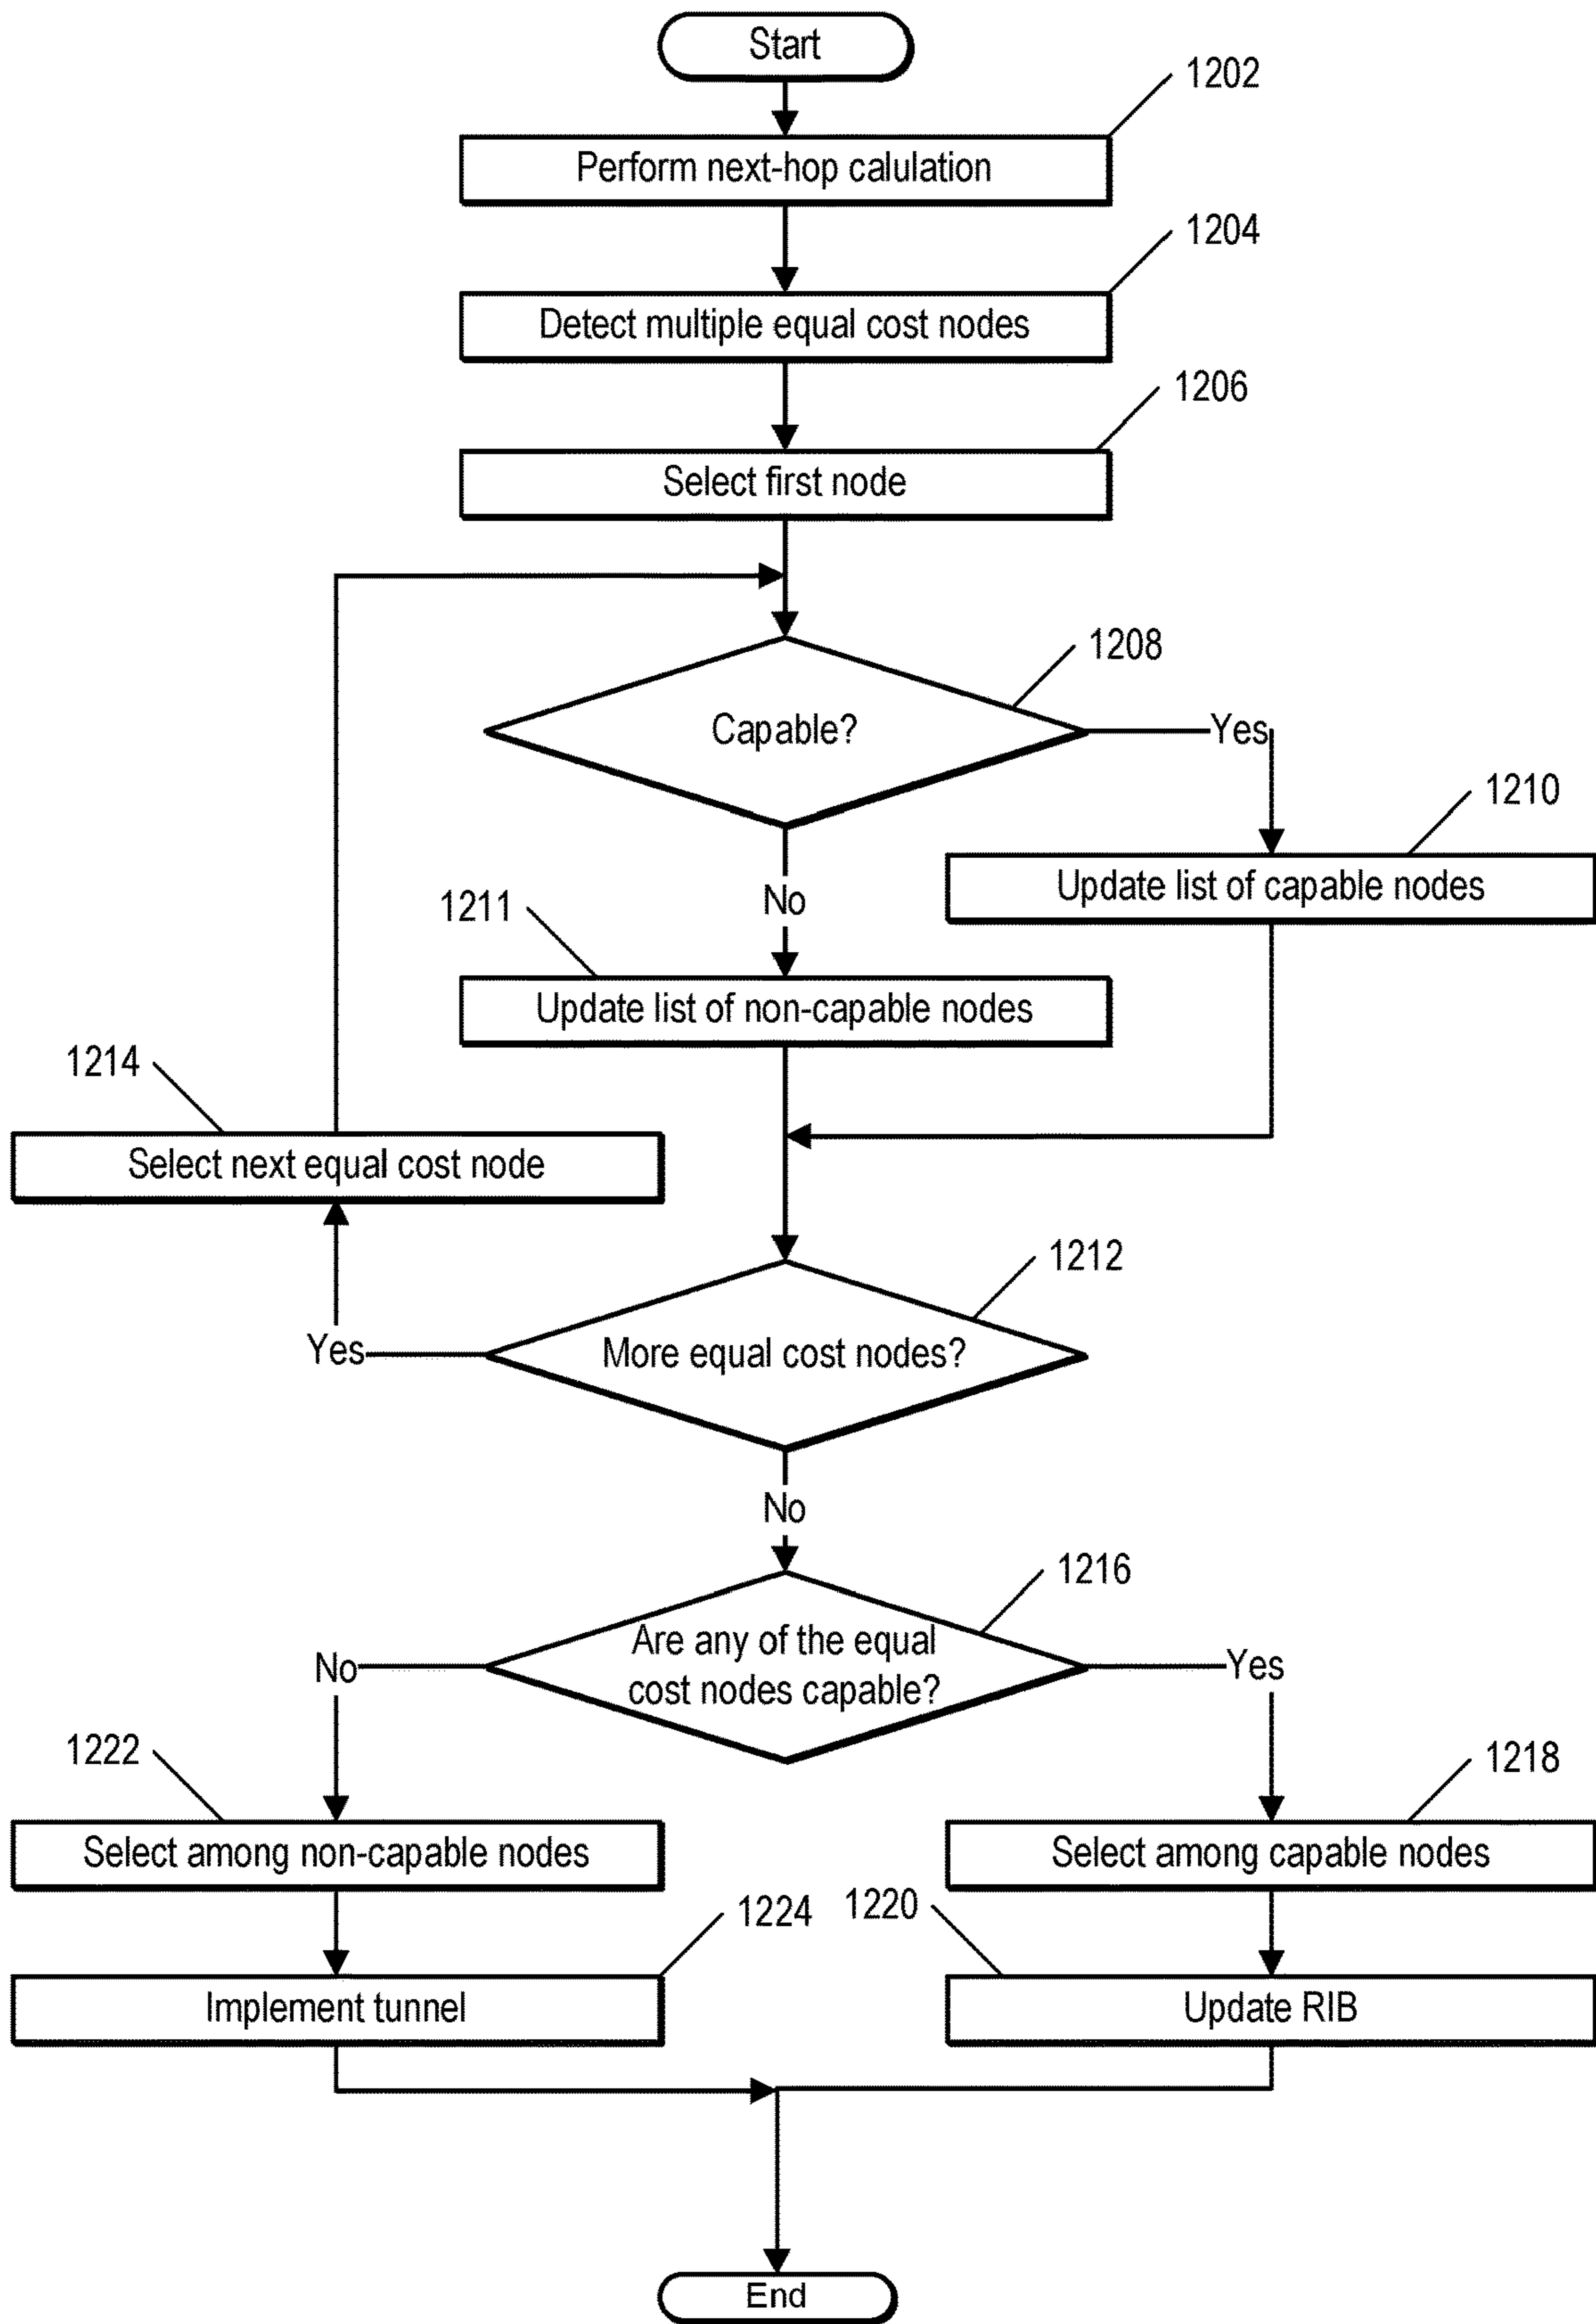 Start
1202
Perform next-hop calulation
1204
Detect multiple equal cost nodes
1206
Select first node
1208
Capable?
Yes
1210
Update list of capable nodes
No
1211
Update list of non-capable nodes
1214
Select next equal cost node
1212
More equal cost nodes?
Yes
No
1216
Are any of the equal
cost nodes capable?
No
Yes
1222
Select among non-capable nodes
1218
Select among capable nodes
1224
Implement tunnel
1220
Update RIB
End